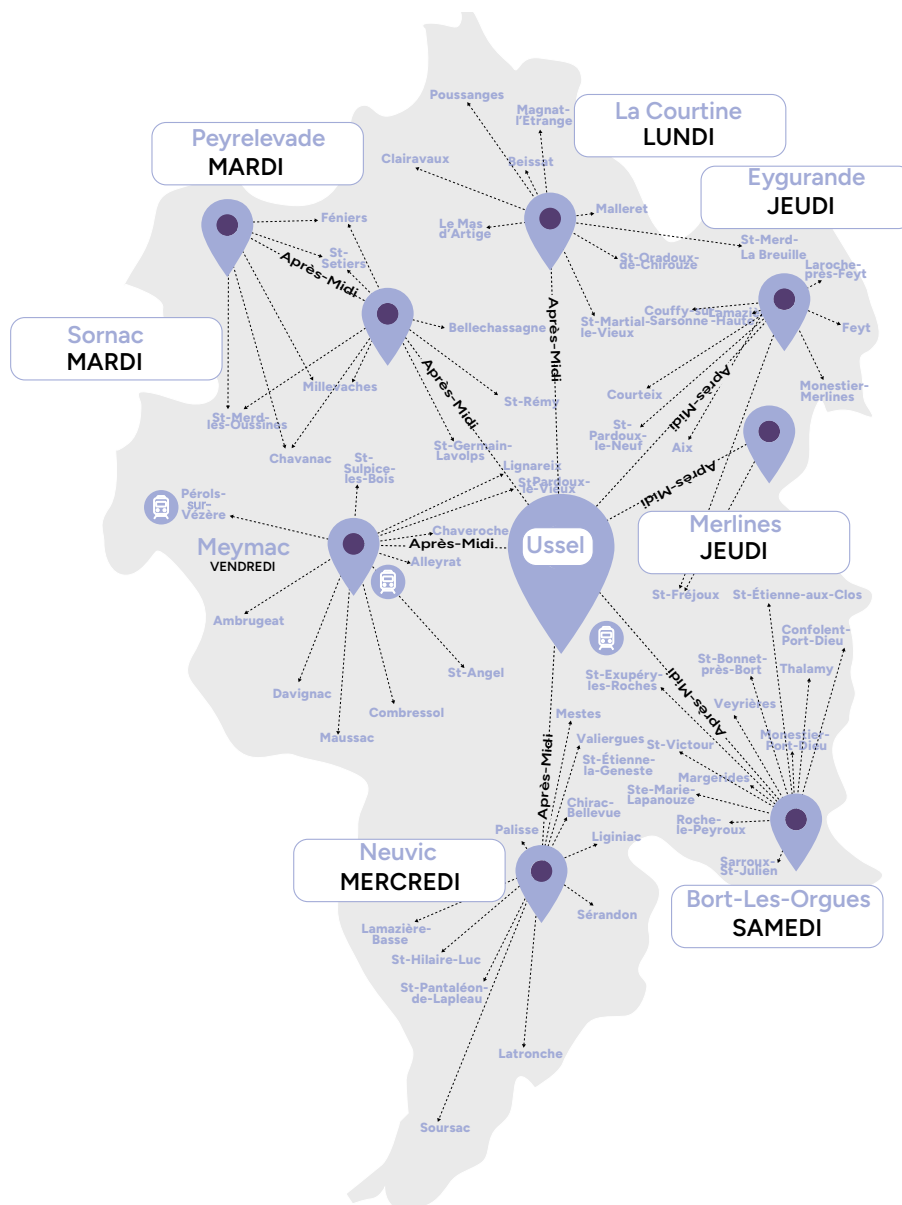 Poussanges
Magnat-
l'Étrange
La Courtine
LUNDI
Peyrelevade
MARDI
Clairavaux
Beissat
Eygurande
JEUDI
Malleret
Féniers
Le Mas
d'Artige
St-Merd-
La Breuille
St-
Setiers
Après-Midi
St-Oradoux-
de-Chirouze
Laroche-
près-Feyt
Sornac
MARDI
Bellechassagne
Après-Midi
St-Martial-
le-Vieux
Couffy-sur-
Sarsonne
Lamazière-
Haute
Feyt
Millevaches
Après-Midi
St-Rémy
Courteix
Après-Midi
Monestier-
Merlines
St-Merd-
les-Oussines
Chavanac
St-
Sulpice-
les-Bois
St-Germain-
Lavolps
Lignareix
St-
Pardoux-
le-Neuf
Aix
Après-Midi
Pérols-
sur-
Vézère
St-Pardoux-
le-Vieux
Meymac
VENDREDI
Chaveroche
Après-Midi
Alleyrat
Ussel
Merlines
JEUDI
Ambrugeat
St-Fréjoux
St-Étienne-aux-Clos
Confolent-
Port-Dieu
Davignac
St-Angel
St-Exupéry-
les-Roches
Après-Midi
St-Bonnet-
près-Bort
Thalamy
Combressol
Maussac
Mestes
Veyrières
Valiergues
St-Victour
Monestier-
Port-Dieu
Après-Midi
St-Étienne-
la-Geneste
Margerides
Ste-Marie-
Lapanouze
Chirac-
Bellevue
Palisse
Liginiac
Roche-
le-Peyroux
Neuvic
MERCREDI
Sarroux-
St-Julien
Bort-Les-Orgues
SAMEDI
Sérandon
Lamazière-
Basse
St-Hilaire-Luc
St-Pantaléon-
de-Lapleau
Latronche
Soursac